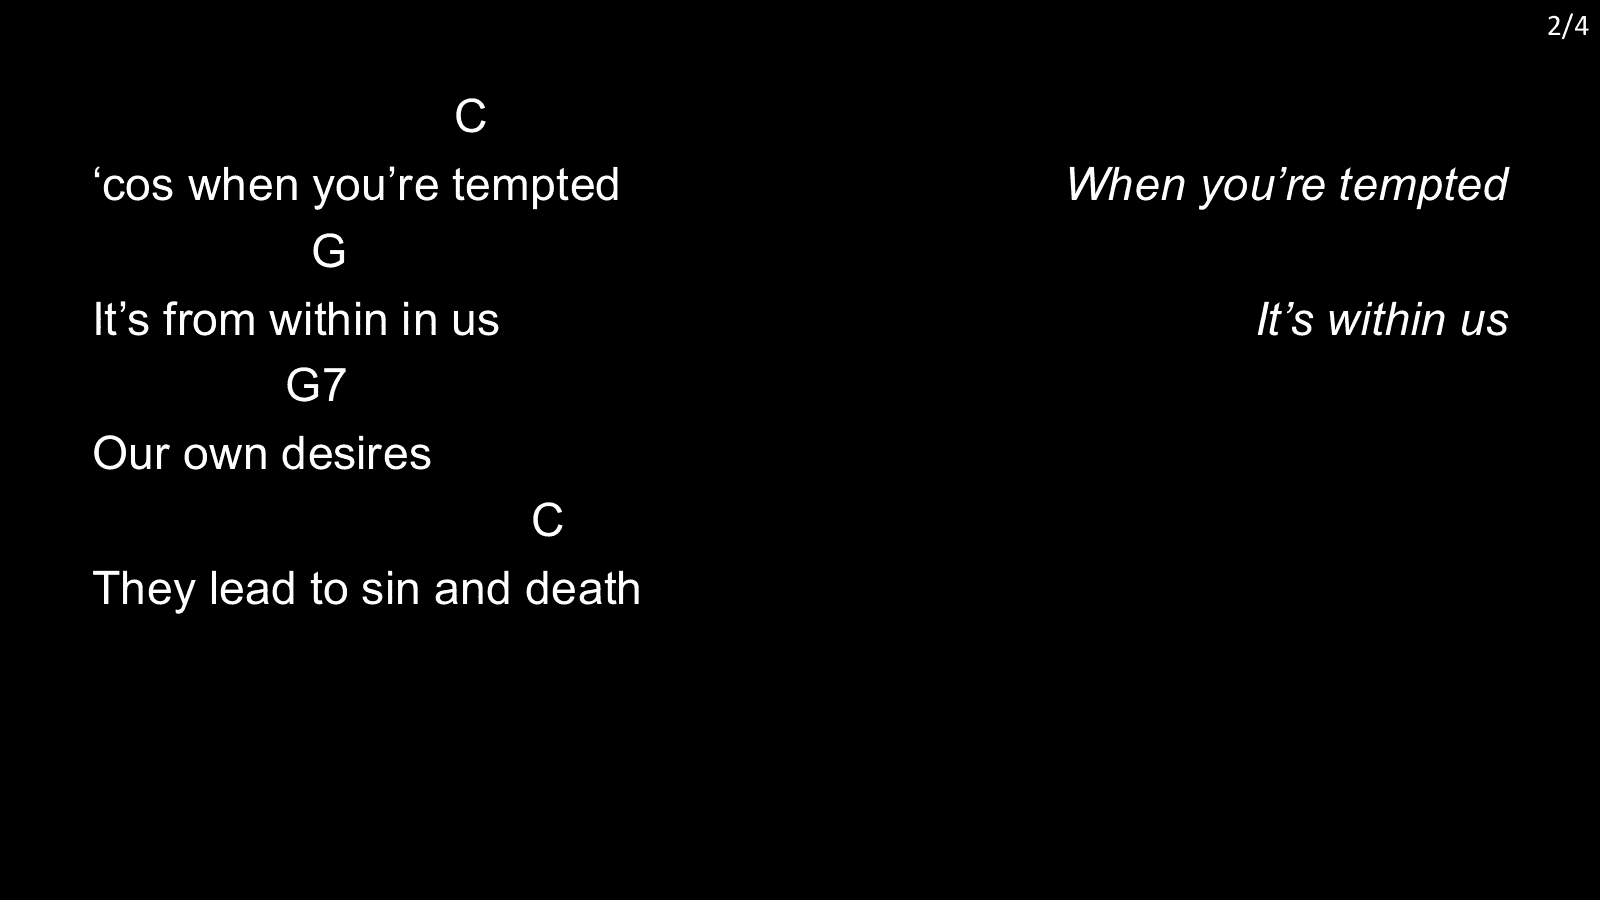 2/4
C
‘cos when you’re tempted When you’re tempted
G
It’s from within in us It’s within us
G7
Our own desires
C
They lead to sin and death